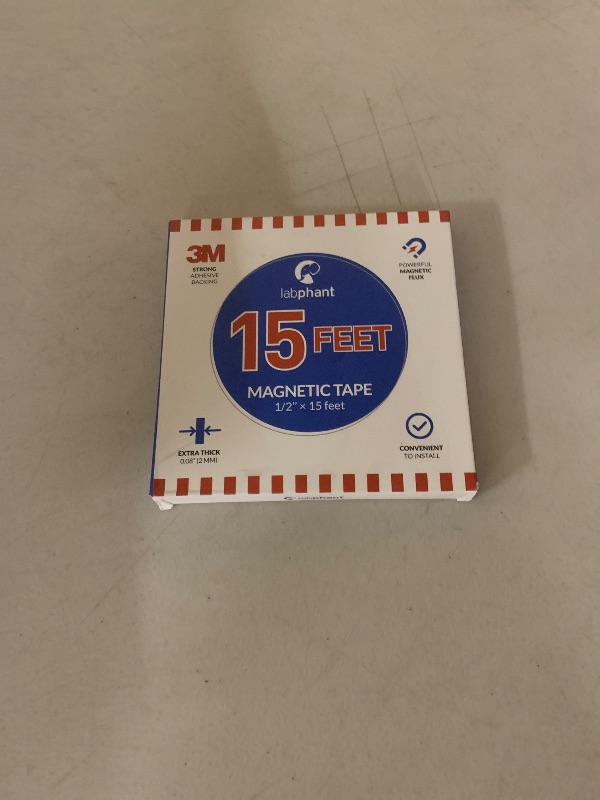 3M
STRONG
ADHESIVE
BACKING
POWERFUL
MAGNETIC
FLUX
labphant
15 FEET
MAGNETIC TAPE
1/2" × 15 feet
EXTRA THICK
0,08" (2 MM)
CONVENIENT
TO INSTALL
labphant